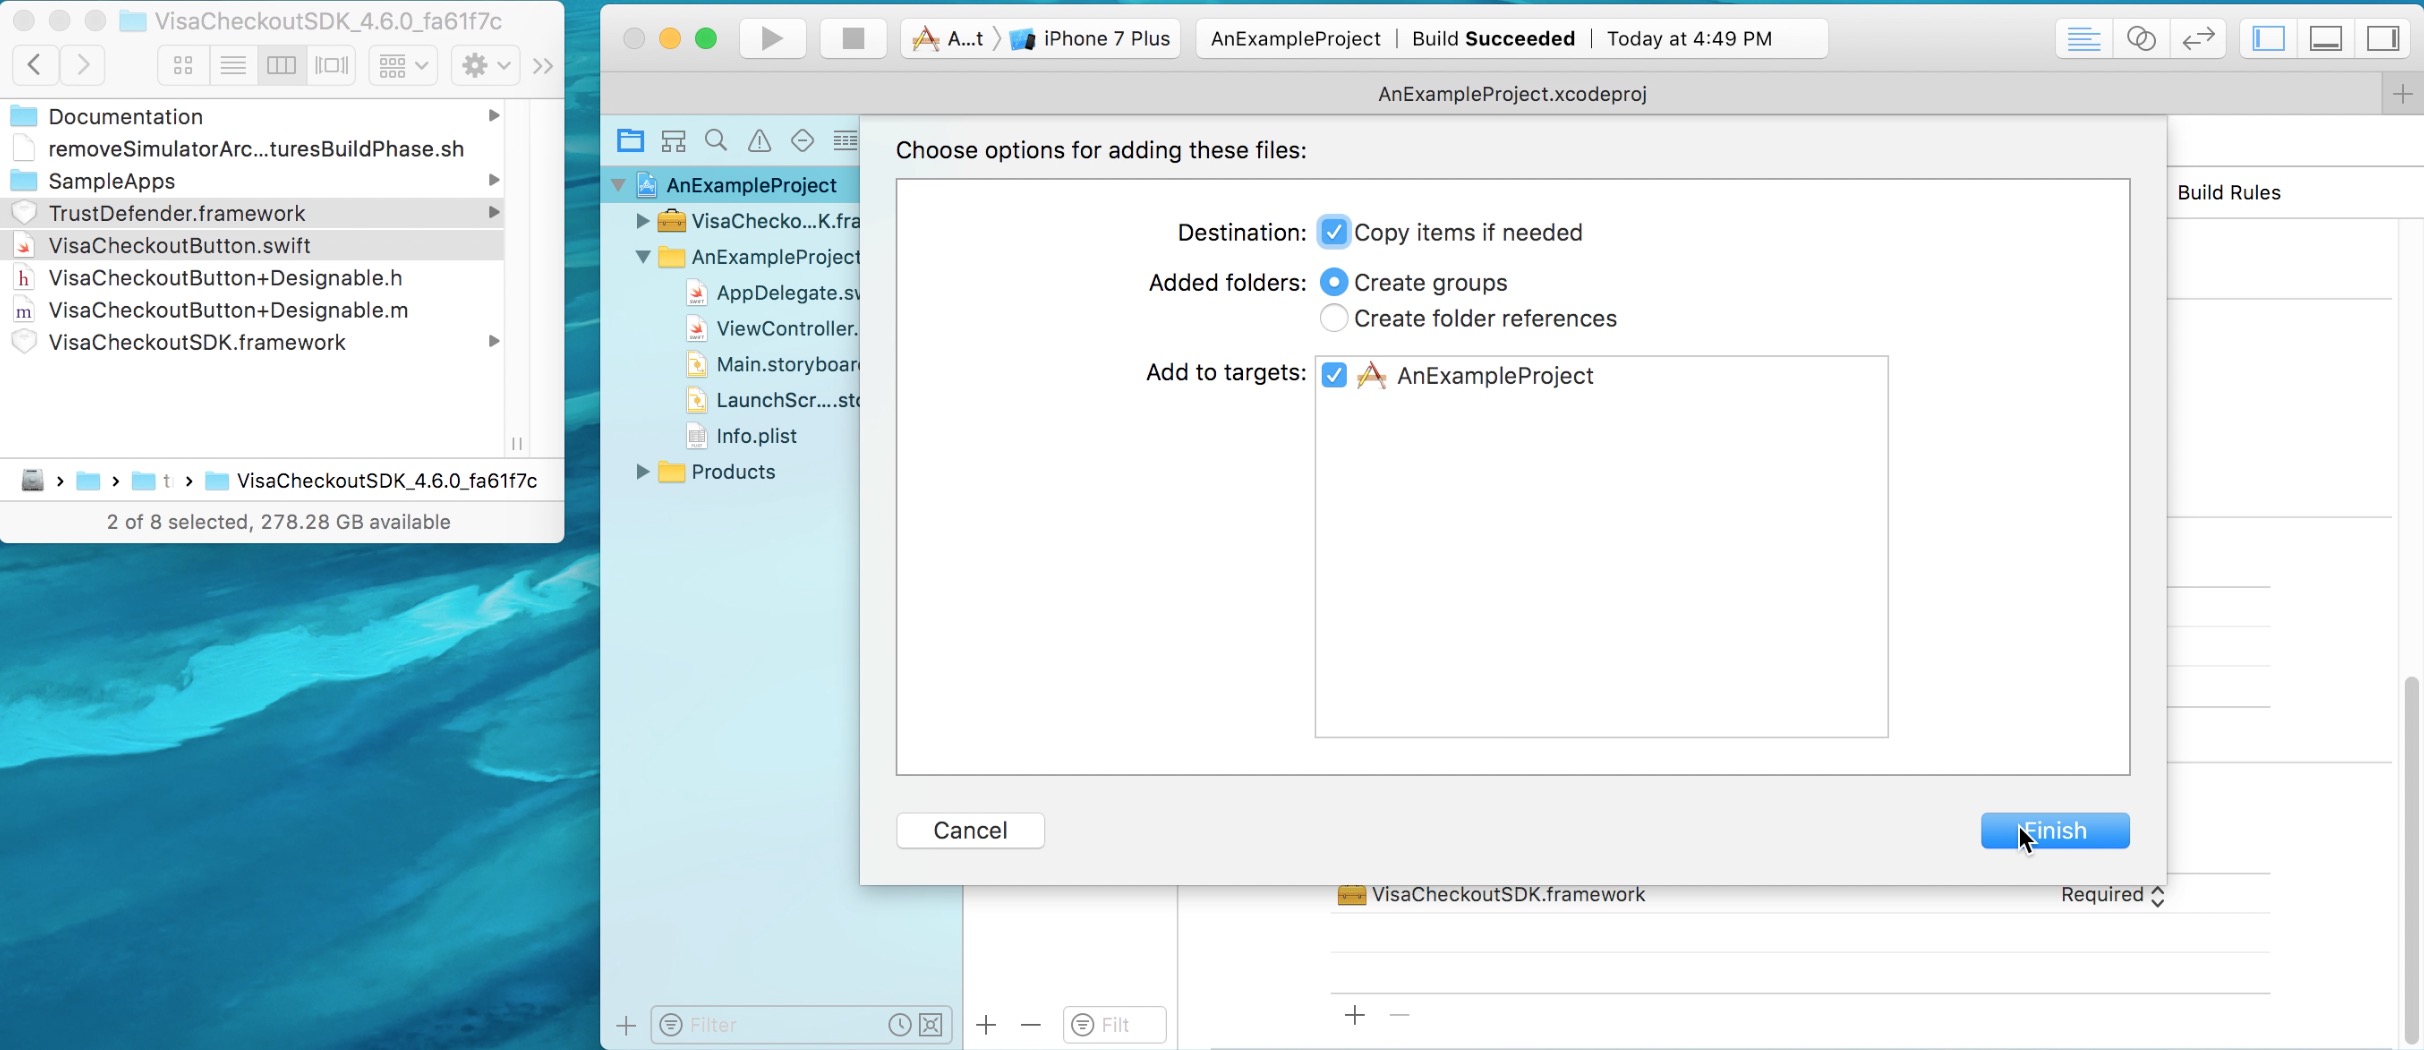 VisaCheckoutSDK_4.6.0_fa61f7c
Documentation
removeSimulatorArc...turesBuildPhase.sh
SampleApps
TrustDefender.framework
VisaCheckoutButton.swift
VisaCheckoutButton+Designable.h
VisaCheckoutButton+Designable.m
VisaCheckoutSDK.framework
VisaCheckoutSDK_4.6.0_fa61f7c
2 of 8 selected, 278.28 GB available
A...t iPhone 7 Plus
AnExampleProject | Build Succeeded | Today at 4:49 PM
AnExampleProject.xcodeproj
AnExampleProject
VisaChecko...K.fra
AnExampleProject
AppDelegate.sw
ViewController.
Main.storyboar
LaunchScr....sto
Info.plist
Products
Filter
Filt
Choose options for adding these files:
Destination: Copy items if needed
Added folders: Create groups
Create folder references
Add to targets: AnExampleProject
Cancel
Finish
Build Rules
VisaCheckoutSDK.framework Required